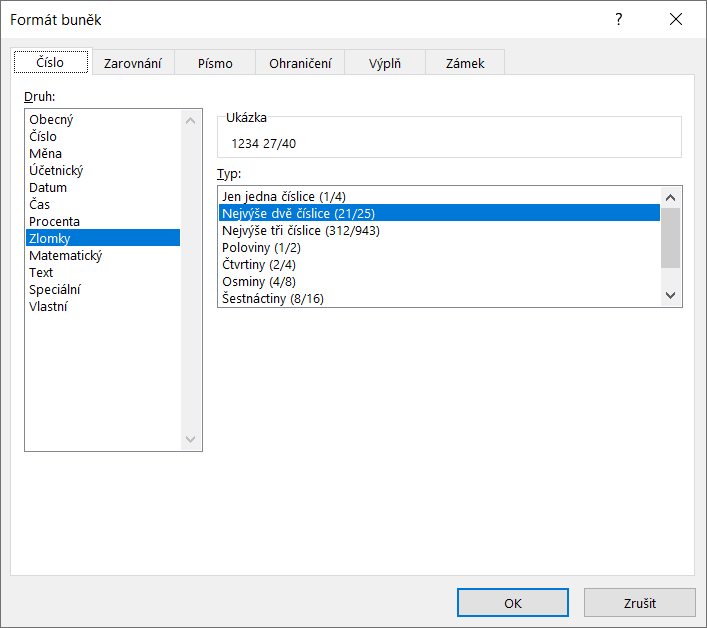 Formát buněk
?
Číslo Zarovnání Písmo Ohraničení Výplň Zámek
Druh:
Obecný
Číslo
Měna
Účetnický
Datum
Čas
Procenta
Zlomky
Matematický
Text
Speciální
Vlastní
Ukázka
1234 27/40
Typ:
Jen jedna číslice (1/4)
Nejvýše dvě číslice (21/25)
Nejvýše tři číslice (312/943)
Poloviny (1/2)
Čtvrtiny (2/4)
Osminy (4/8)
Šestnáctiny (8/16)
OK Zrušit